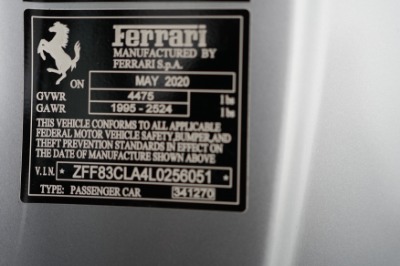 Ferrari
MANUFACTURED BY
FERRARI S.p.A.
ON MAY 2020
GVWR 4475 lbs
GAWR 1995 - 2524 lbs
THIS VEHICLE CONFORMS TO ALL APPLICABLE
FEDERAL MOTOR VEHICLE SAFETY, BUMPER, AND
THEFT PREVENTION STANDARDS IN EFFECT ON
THE DATE OF MANUFACTURE SHOWN ABOVE
V.I.N. * ZFF83CLA4L0256051 *
TYPE: PASSENGER CAR 341270